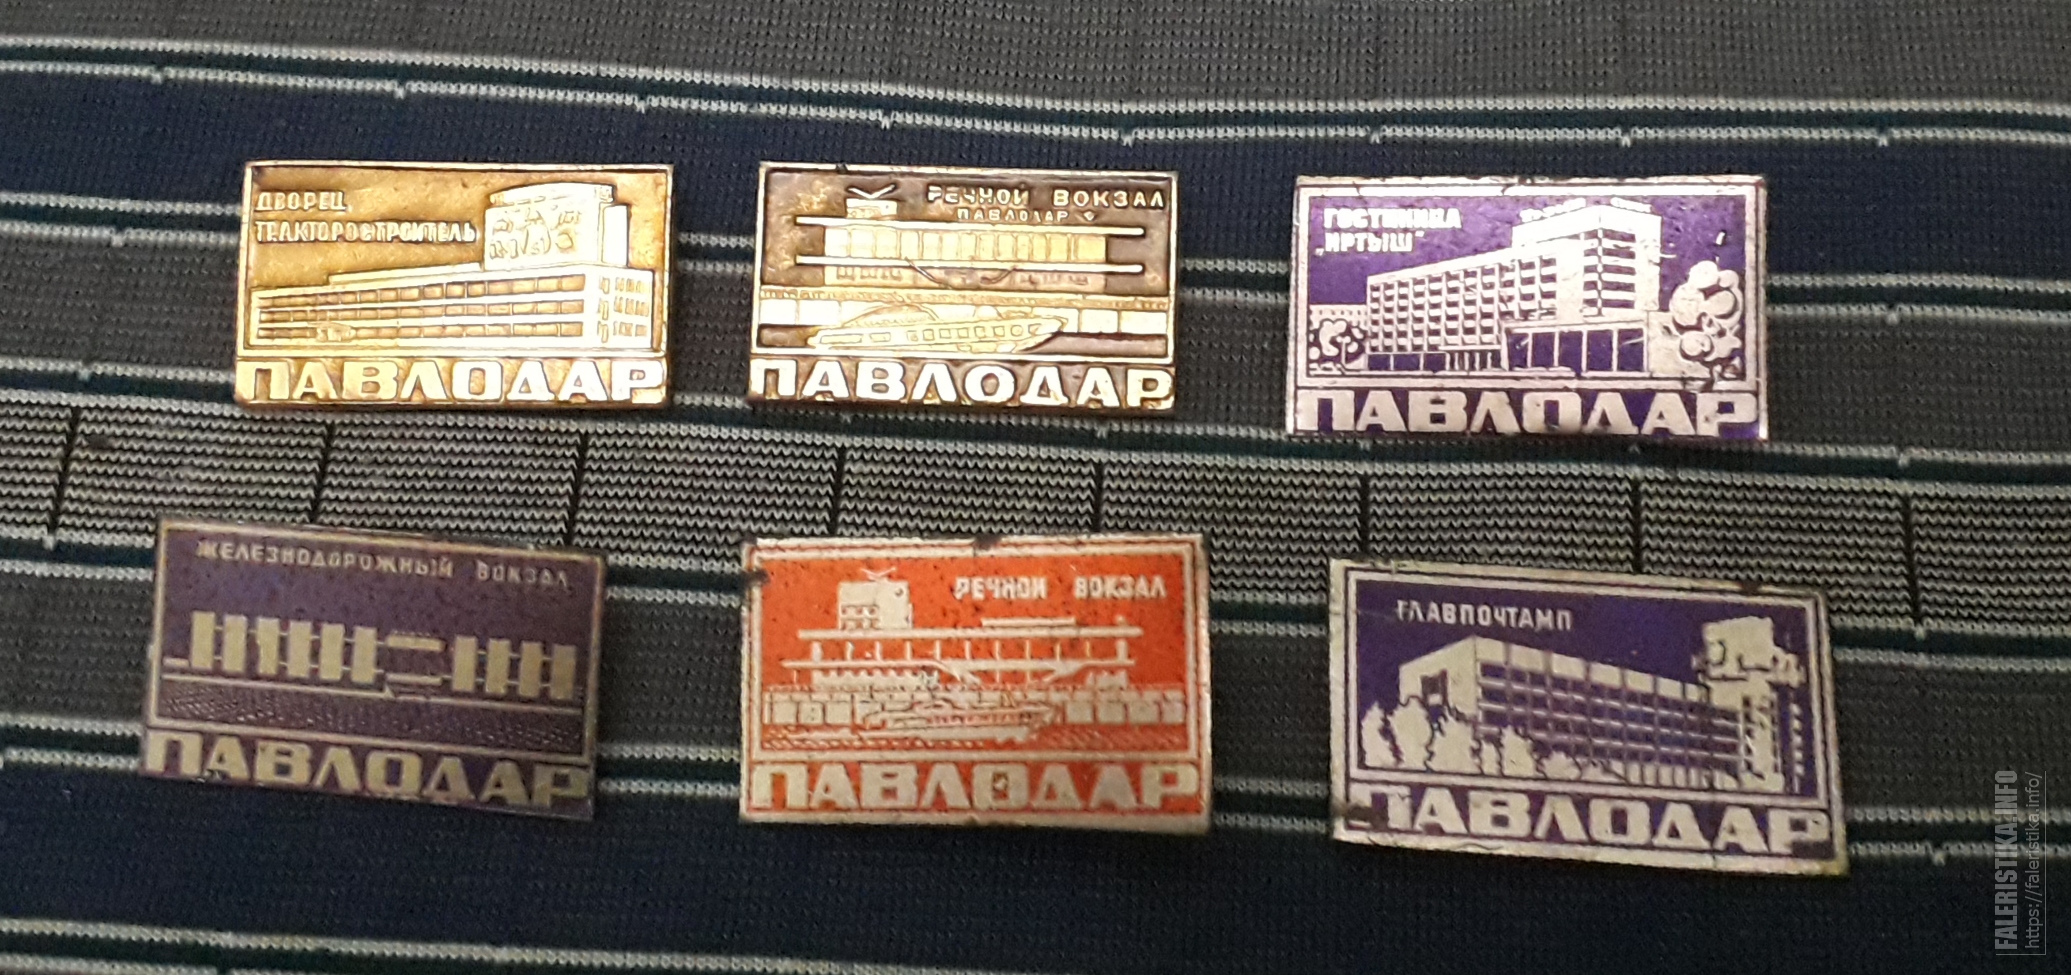 ДВОРЕЦ
ТРАКТОРОСТРОИТЕЛЬ
ПАВЛОДАР
РЕЧНОЙ ВОКЗАЛ
ПАВЛОДАР
ПАВЛОДАР
ГОСТИНИЦА
„ИРТЫШ“
ПАВЛОДАР
ЖЕЛЕЗНОДОРОЖНЫЙ ВОКЗАЛ
ПАВЛОДАР
РЕЧНОЙ ВОКЗАЛ
ПАВЛОДАР
ГЛАВПОЧТАМП
ПАВЛОДАР
FALERISTIKA.INFO
https://faleristika.info/